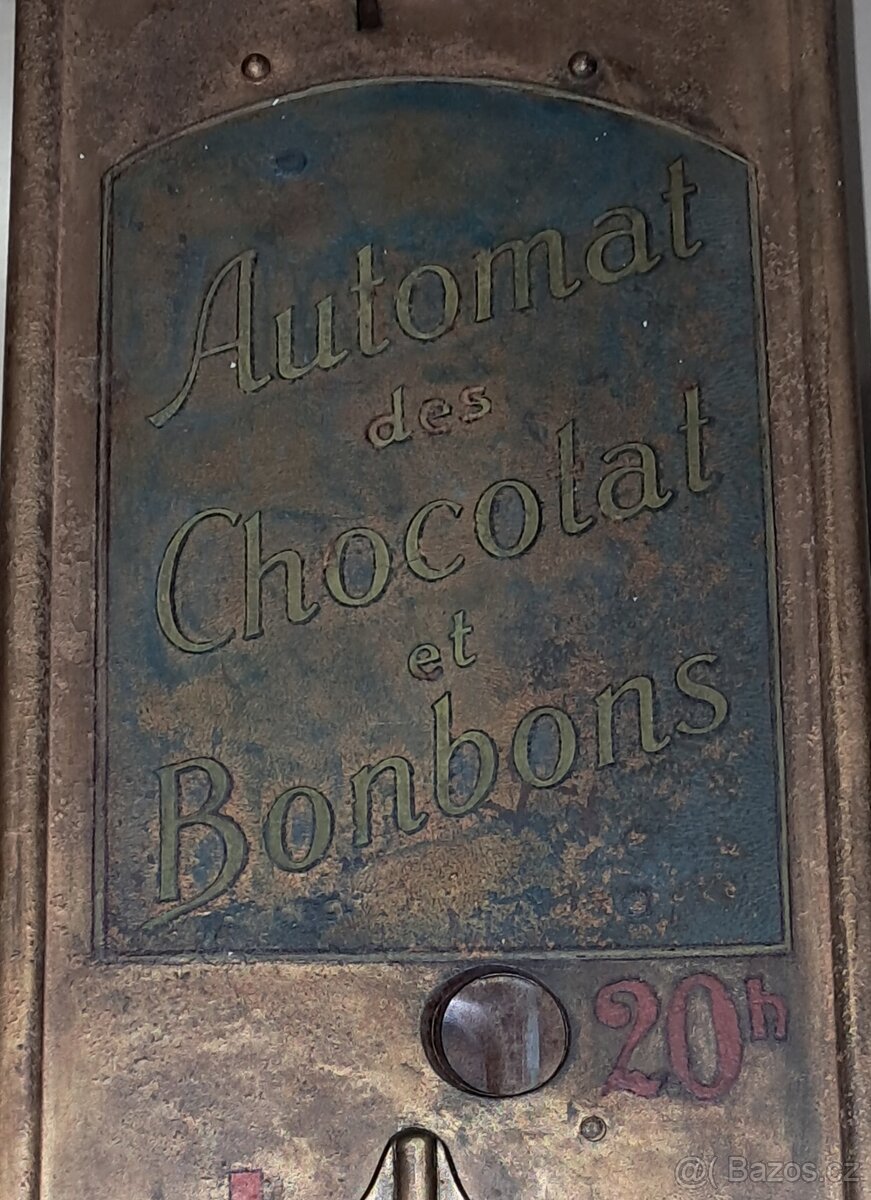 Automat
des
Chocolat
et
Bonbons
20h
@( Bazos.cz